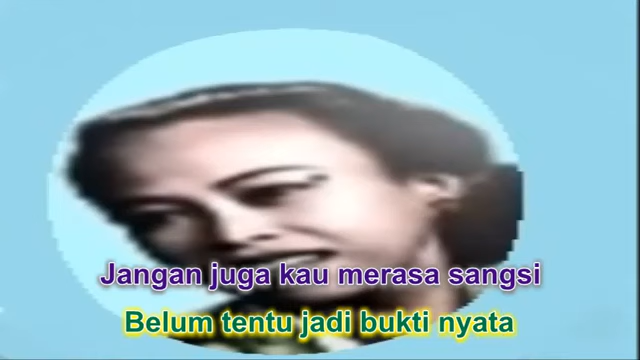 Jangan juga kau merasa sangsi
Belum tentu jadi bukti nyata